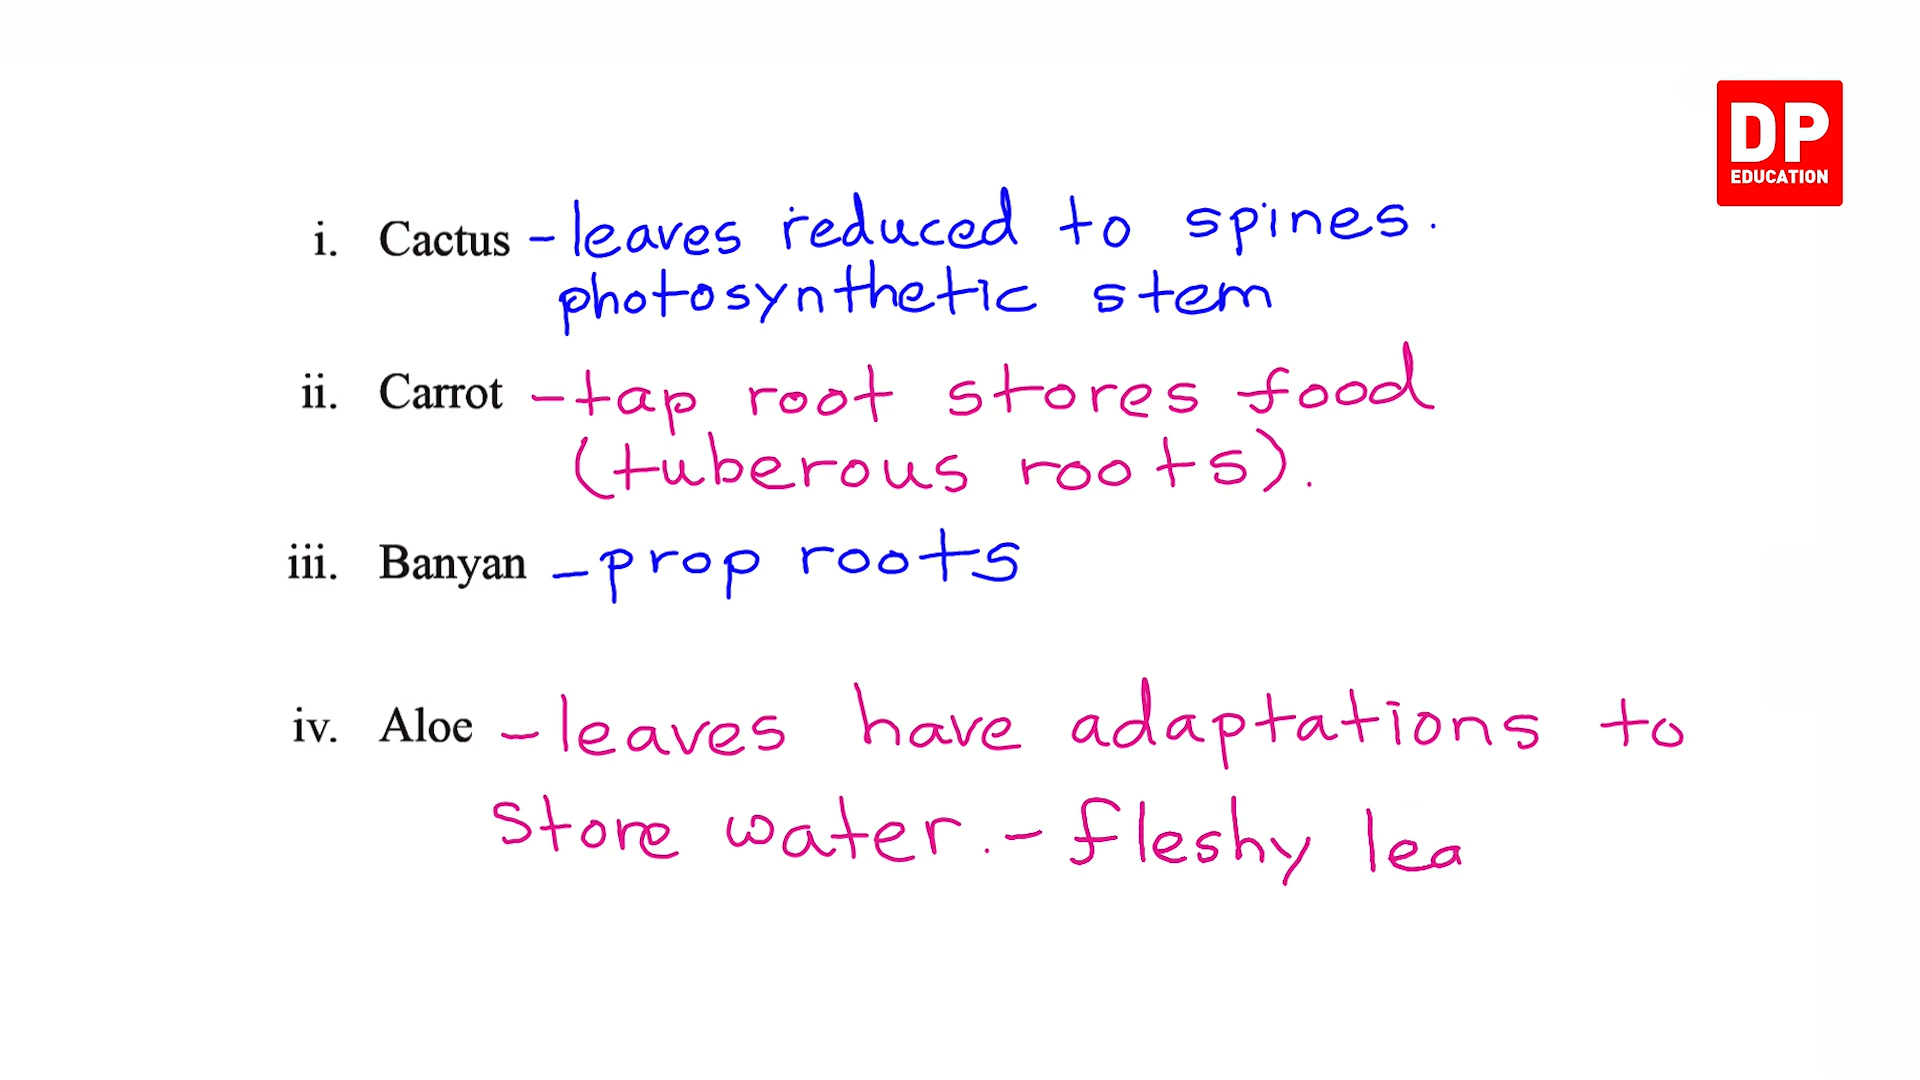 DP
EDUCATION
i. Cactus - leaves reduced to spines.
photosynthetic stem
ii. Carrot - tap root stores food
(tuberous roots).
iii. Banyan - prop roots
iv. Aloe - leaves have adaptations to
store water. - fleshy lea